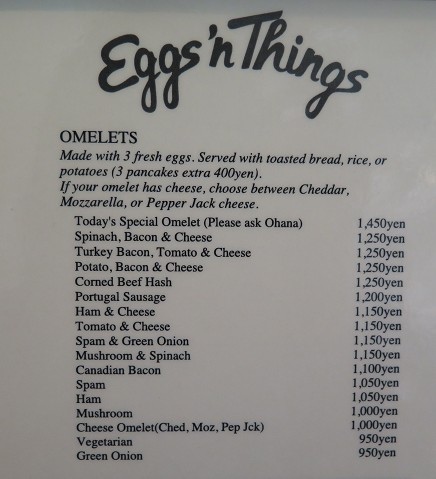 Eggs'n Things
OMELETS
Made with 3 fresh eggs. Served with toasted bread, rice, or
potatoes (3 pancakes extra 400yen).
If your omelet has cheese, choose between Cheddar,
Mozzarella, or Pepper Jack cheese.
Today's Special Omelet (Please ask Ohana) 1,450yen
Spinach, Bacon & Cheese 1,250yen
Turkey Bacon, Tomato & Cheese 1,250yen
Potato, Bacon & Cheese 1,250yen
Corned Beef Hash 1,250yen
Portugal Sausage 1,200yen
Ham & Cheese 1,150yen
Tomato & Cheese 1,150yen
Spam & Green Onion 1,150yen
Mushroom & Spinach 1,150yen
Canadian Bacon 1,100yen
Spam 1,050yen
Ham 1,050yen
Mushroom 1,000yen
Cheese Omelet(Ched, Moz, Pep Jck) 1,000yen
Vegetarian 950yen
Green Onion 950yen